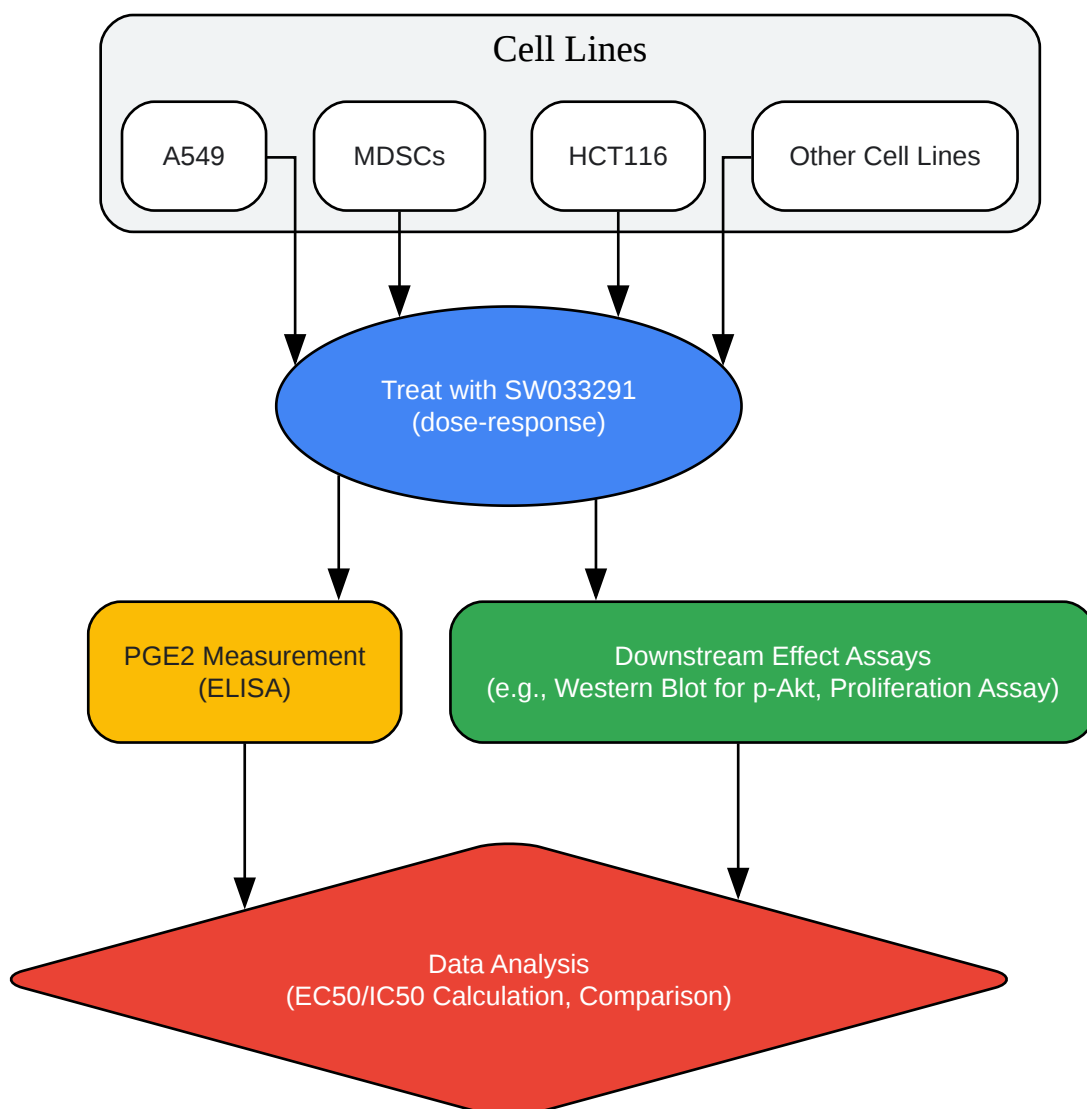 Cell Lines
A549
MDSCs
HCT116
Other Cell Lines
Treat with SW033291
(dose-response)
PGE2 Measurement
(ELISA)
Downstream Effect Assays
(e.g., Western Blot for p-Akt, Proliferation Assay)
Data Analysis
(EC50/IC50 Calculation, Comparison)